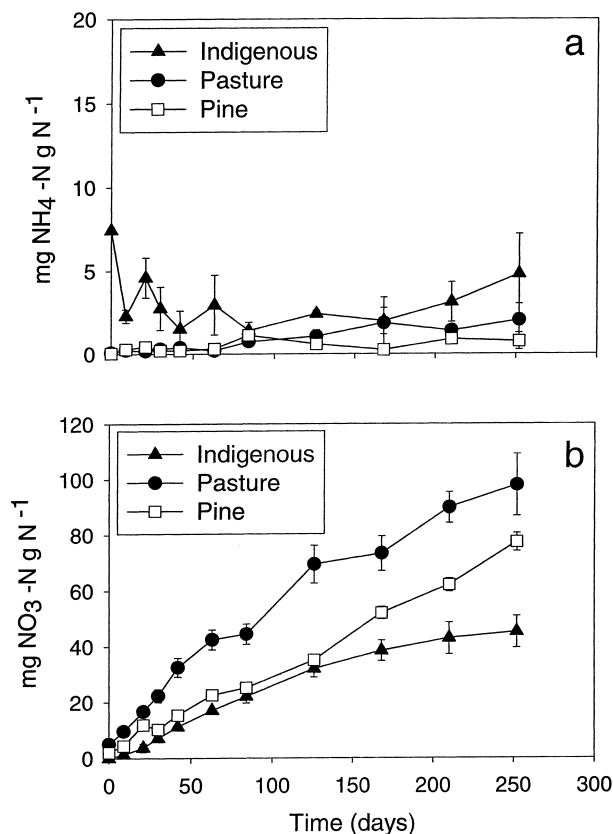 a
20
15
10
5
0
mg NH4 -N g N -1
Indigenous
Pasture
Pine
b
120
100
80
60
40
20
0
mg NO3 -N g N -1
Indigenous
Pasture
Pine
0 50 100 150 200 250 300
Time (days)